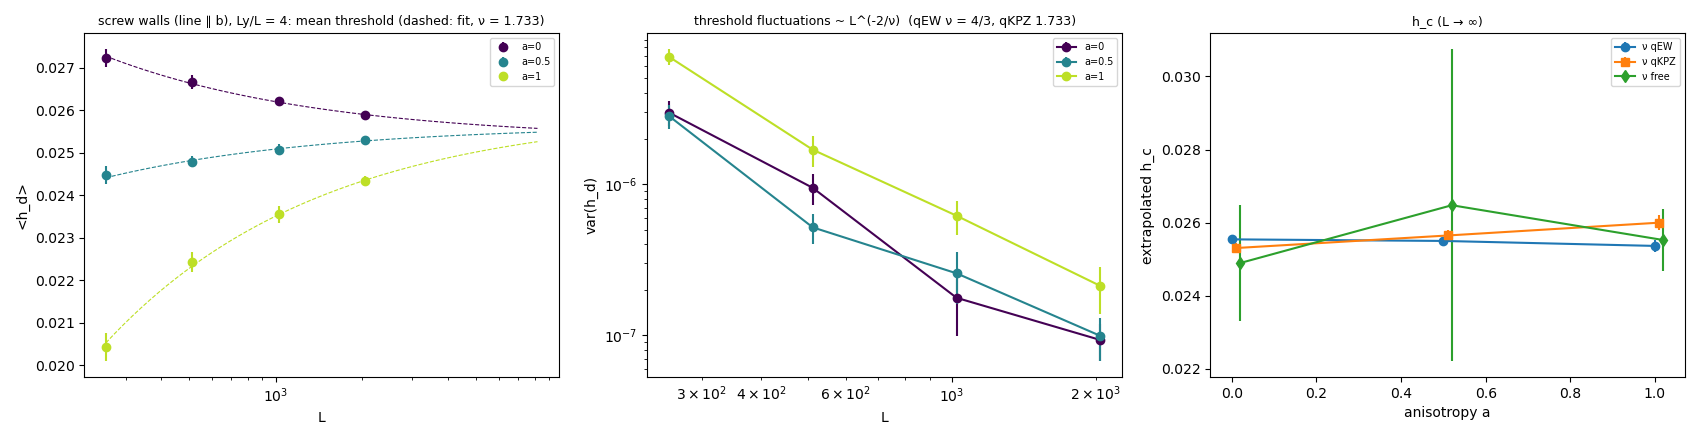 screw walls (line ∥ b), Ly/L = 4: mean threshold (dashed: fit, ν = 1.733)
a=0
a=0.5
a=1
0.027
0.026
0.025
0.024
0.023
0.022
0.021
0.020
<h_d>
10³
L
threshold fluctuations ~ L^(-2/ν)  (qEW ν = 4/3, qKPZ 1.733)
a=0
a=0.5
a=1
10⁻⁶
10⁻⁷
var(h_d)
3 × 10²
4 × 10²
6 × 10²
10³
2 × 10³
L
h_c (L → ∞)
ν qEW
ν qKPZ
ν free
0.030
0.028
0.026
0.024
0.022
extrapolated h_c
0.0
0.2
0.4
0.6
0.8
1.0
anisotropy a